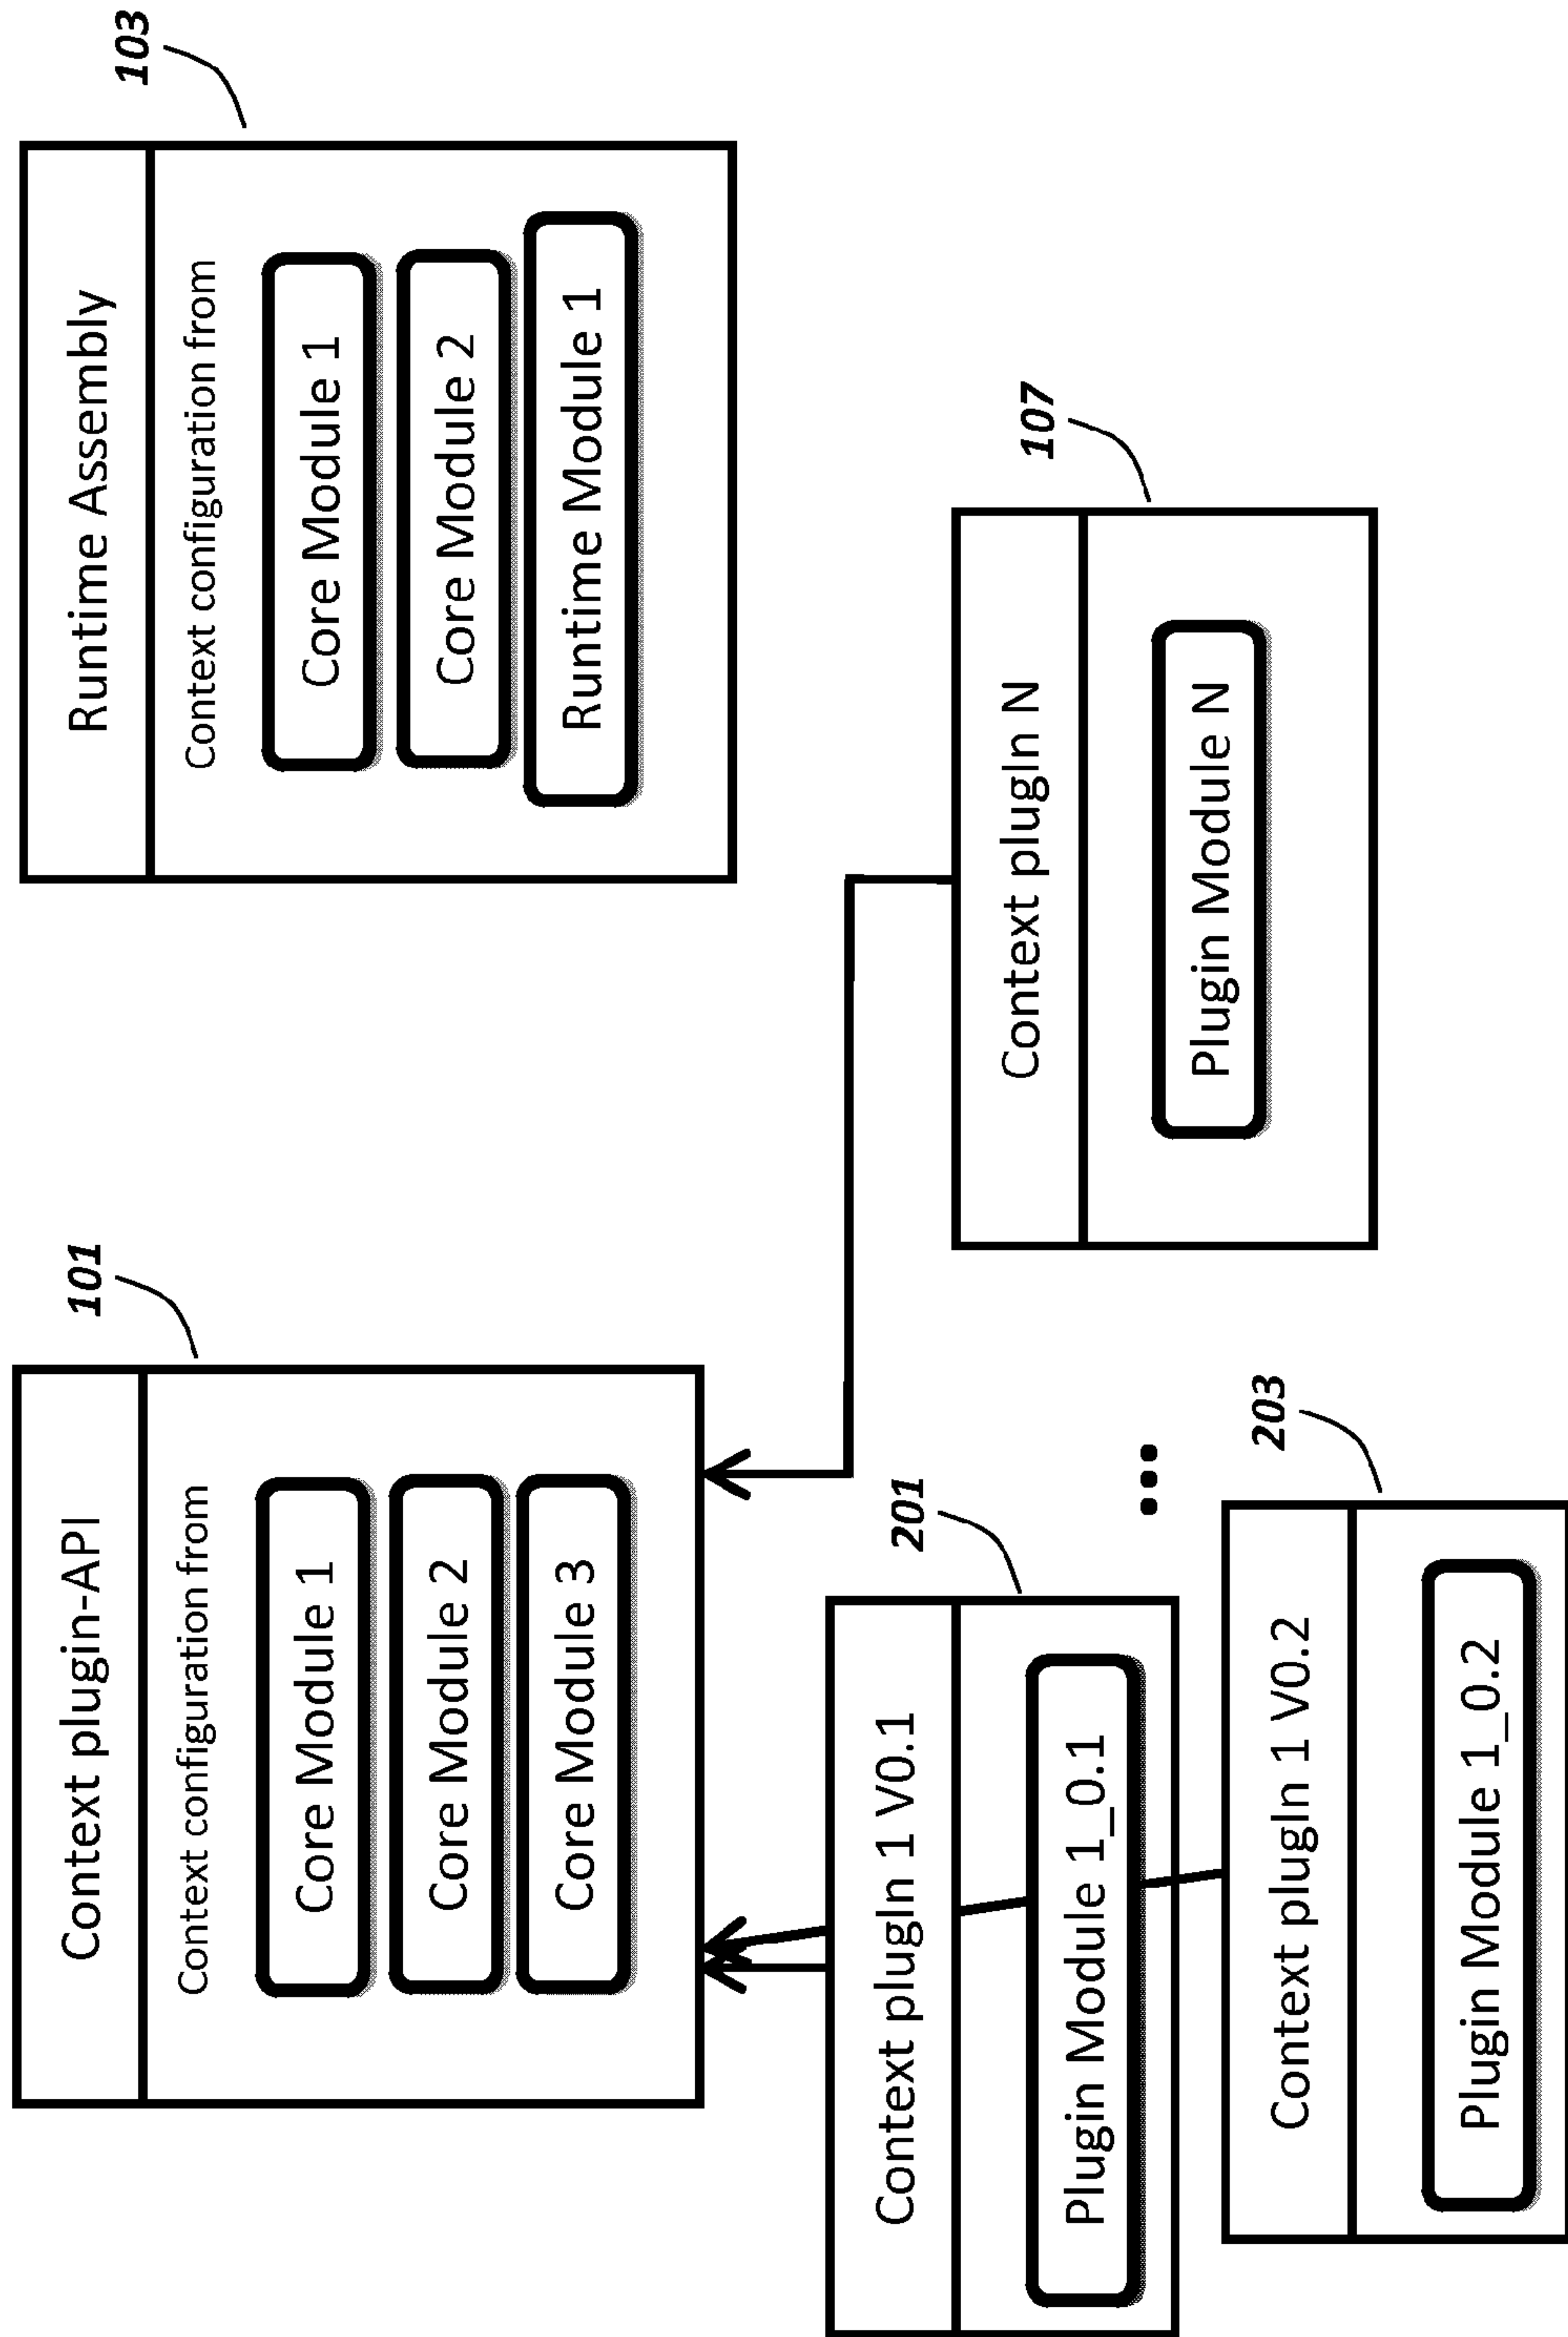 101
Context plugin-API
Context configuration from
Core Module 1
Core Module 2
Core Module 3
103
Runtime Assembly
Context configuration from
Core Module 1
Core Module 2
Runtime Module 1
201
Context plugIn 1 V0.1
Plugin Module 1_0.1
...
203
Context plugIn 1 V0.2
Plugin Module 1_0.2
107
Context plugIn N
Plugin Module N